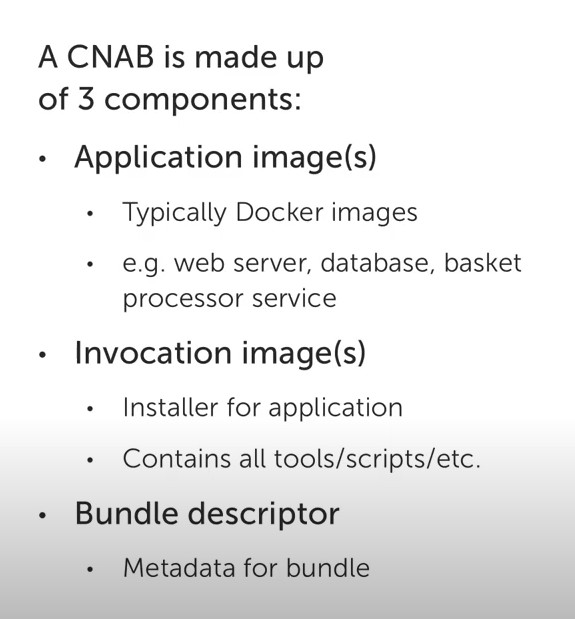 A CNAB is made up
of 3 components:
• Application image(s)
• Typically Docker images
• e.g. web server, database, basket
processor service
• Invocation image(s)
• Installer for application
• Contains all tools/scripts/etc.
• Bundle descriptor
• Metadata for bundle